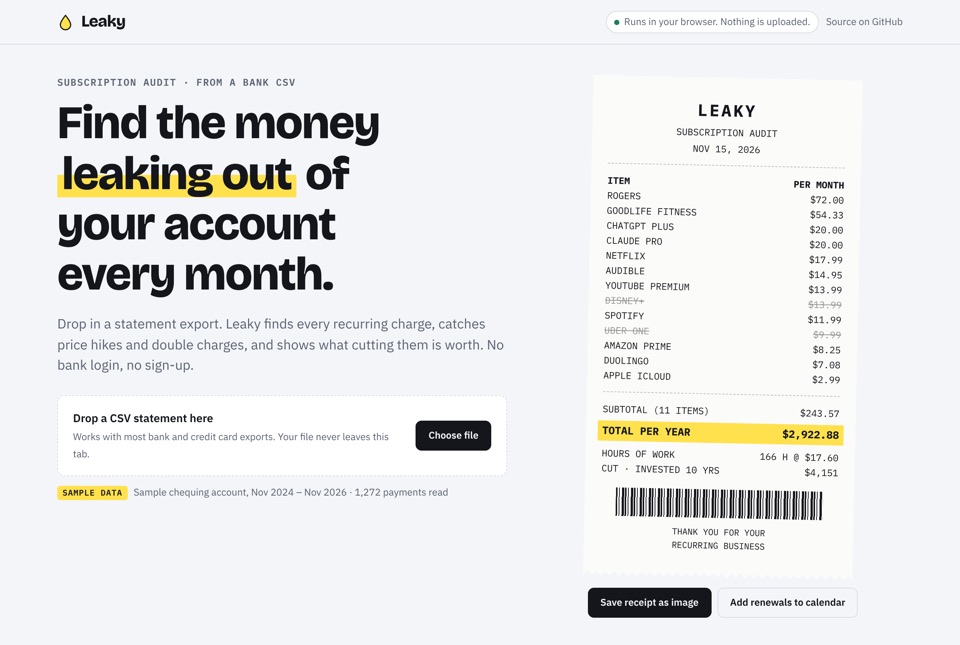 Leaky
Runs in your browser. Nothing is uploaded.
Source on GitHub
SUBSCRIPTION AUDIT · FROM A BANK CSV
Find the money
leaking out of
your account
every month.
Drop in a statement export. Leaky finds every recurring charge, catches
price hikes and double charges, and shows what cutting them is worth. No
bank login, no sign-up.
Drop a CSV statement here
Works with most bank and credit card exports. Your file never leaves this
tab.
Choose file
SAMPLE DATA Sample chequing account, Nov 2024 – Nov 2026 · 1,272 payments read
LEAKY
SUBSCRIPTION AUDIT
NOV 15, 2026
ITEM PER MONTH
ROGERS $72.00
GOODLIFE FITNESS $54.33
CHATGPT PLUS $20.00
CLAUDE PRO $20.00
NETFLIX $17.99
AUDIBLE $14.95
YOUTUBE PREMIUM $13.99
DISNEY+ $13.99
SPOTIFY $11.99
UBER ONE $9.99
AMAZON PRIME $8.25
DUOLINGO $7.08
APPLE ICLOUD $2.99
SUBTOTAL (11 ITEMS) $243.57
TOTAL PER YEAR $2,922.88
HOURS OF WORK 166 H @ $17.60
CUT · INVESTED 10 YRS $4,151
THANK YOU FOR YOUR
RECURRING BUSINESS
Save receipt as image
Add renewals to calendar